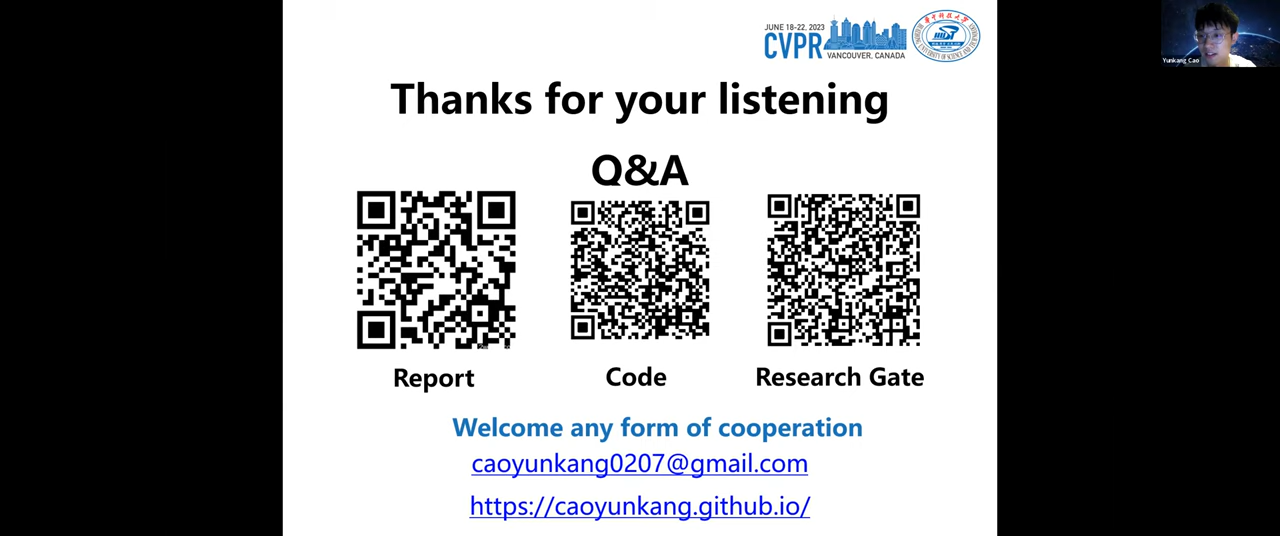 JUNE 18-22, 2023
CVPR
VANCOUVER, CANADA
Yunkang Cao
Thanks for your listening
Q&A
Report
Code
Research Gate
Welcome any form of cooperation
caoyunkang0207@gmail.com
https://caoyunkang.github.io/